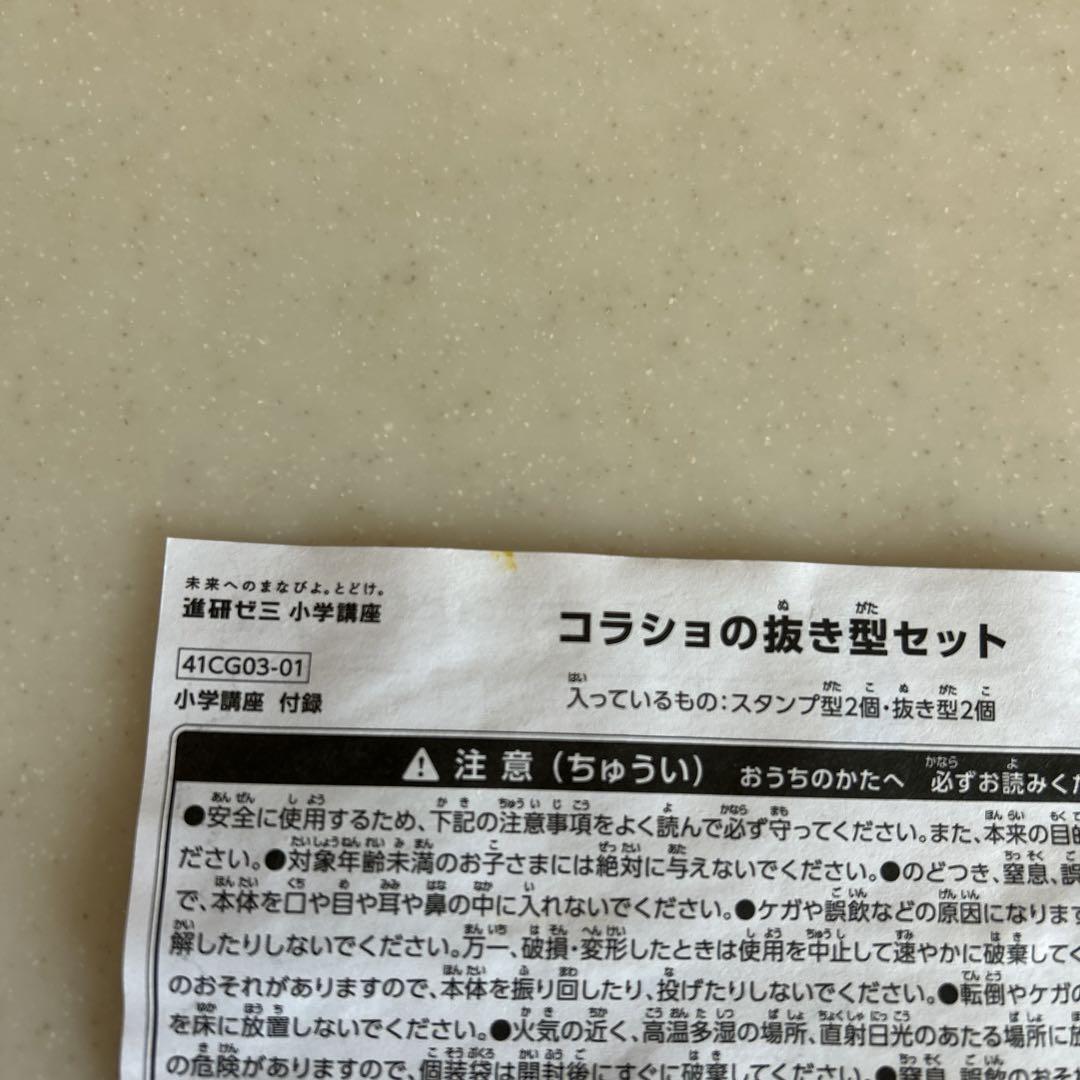 未来へのまなびよ。とどけ。
進研ゼミ 小学講座
コラショの抜き型セット
41CG03-01
小学講座 付録
入っているもの：スタンプ型2個・抜き型2個
注意（ちゅうい） おうちのかたへ 必ずお読みくだ
●安全に使用するため、下記の注意事項をよく読んで必ず守ってください。また、本来の目的
ださい。●対象年齢未満のお子さまには絶対に与えないでください。●のどつき、窒息、誤
で、本体を口や目や耳や鼻の中に入れないでください。●ケガや誤飲などの原因になります
解したりしないでください。万一、破損・変形したときは使用を中止して速やかに破棄してく
のおそれがありますので、本体を振り回したり、投げたりしないでください。●転倒やケガの
を床に放置しないでください。●火気の近く、高温多湿の場所、直射日光のあたる場所に放
の危険がありますので、個装袋は開封後にすぐに破棄してください。●窒息、誤飲のおそ